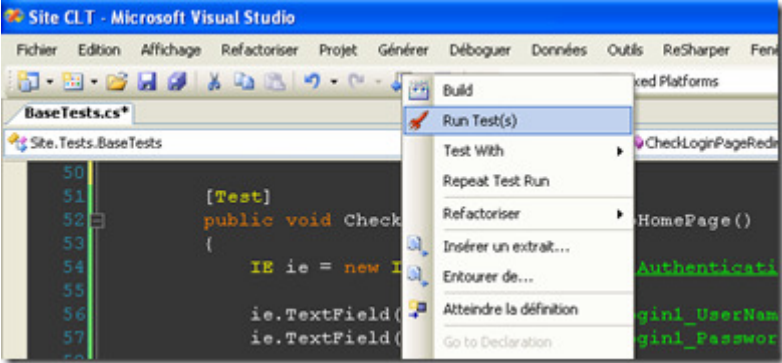 Site CLT - Microsoft Visual Studio
Fichier Edition Affichage Refactoriser Projet Générer Déboguer Données Outils ReSharper Fen
BaseTests.cs*
Site.Tests.BaseTests
Build
Run Test(s)
Test With
Repeat Test Run
Refactoriser
Insérer un extrait...
Entourer de...
Atteindre la définition
Go to Declaration
xed Platforms
CheckLoginPageRedir
50
51 [Test]
52 public void Check HomePage()
53 {
54 IE ie = new I Authenticati
55
56 ie.TextField( gin1_UserNam
57 ie.TextField( gin1_Passwor